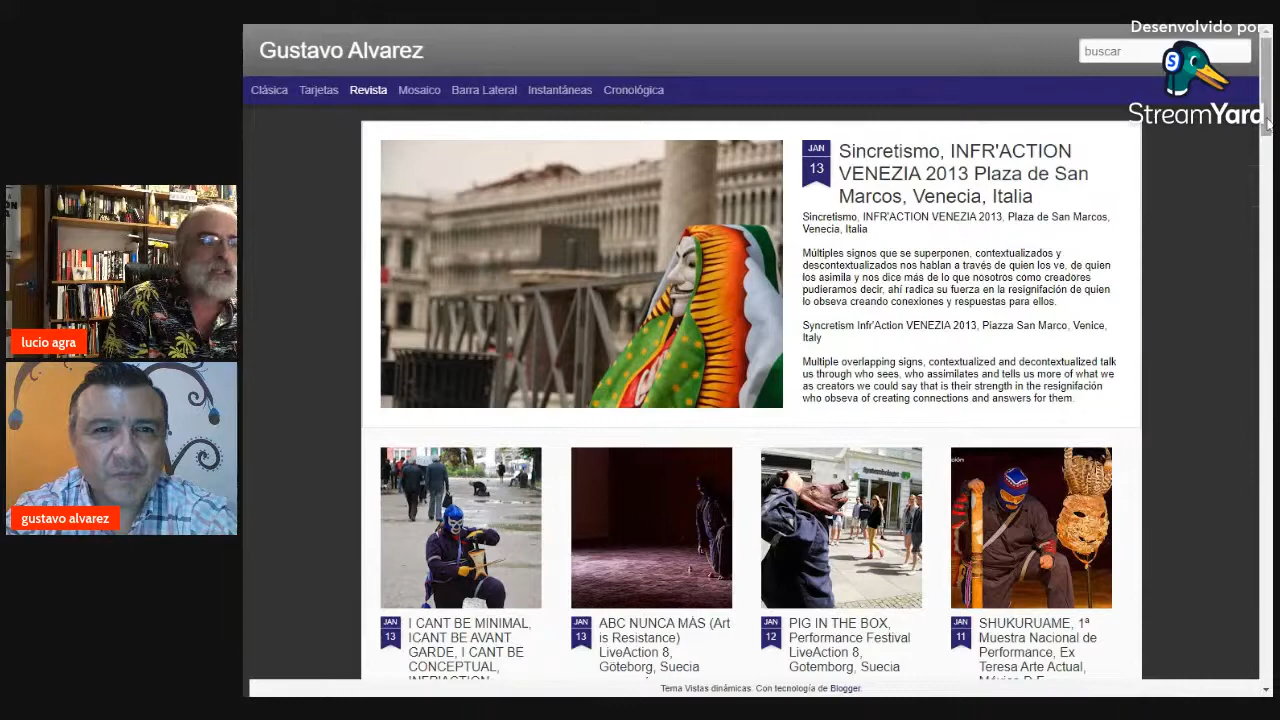 Desenvolvido por
StreamYard
Gustavo Alvarez
buscar
Clásica Tarjetas Revista Mosaico Barra Lateral Instantáneas Cronológica
JAN
13
Sincretismo, INFR'ACTION
VENEZIA 2013 Plaza de San
Marcos, Venecia, Italia
Sincretismo, INFR'ACTION VENEZIA 2013, Plaza de San Marcos,
Venecia, Italia
Múltiples signos que se superponen, contextualizados y
descontextualizados nos hablan a través de quien los ve, de quien
los asimila y nos dice más de lo que nosotros como creadores
pudieramos decir, ahí radica su fuerza en la resignifación de quien
lo obseva creando conexiones y respuestas para ellos.
Syncretism Infr'Action VENEZIA 2013, Piazza San Marco, Venice,
Italy
Multiple overlapping signs, contextualized and decontextualized talk
us through who sees, who assimilates and tells us more of what we
as creators we could say that is their strength in the resignifación
who obseva of creating connections and answers for them.
lucio agra
gustavo alvarez
JAN
13
I CANT BE MINIMAL,
ICANT BE AVANT
GARDE, I CANT BE
CONCEPTUAL,
JAN
13
ABC NUNCA MÀS (Art
is Resistance)
LiveAction 8,
Göteborg, Suecia
JAN
12
PIG IN THE BOX,
Performance Festival
LiveAction 8,
Gotemborg, Suecia
JAN
11
SHUKURUAME, 1ª
Muestra Nacional de
Performance, Ex
Teresa Arte Actual,
Tema Vistas dinámicas. Con tecnología de Blogger.